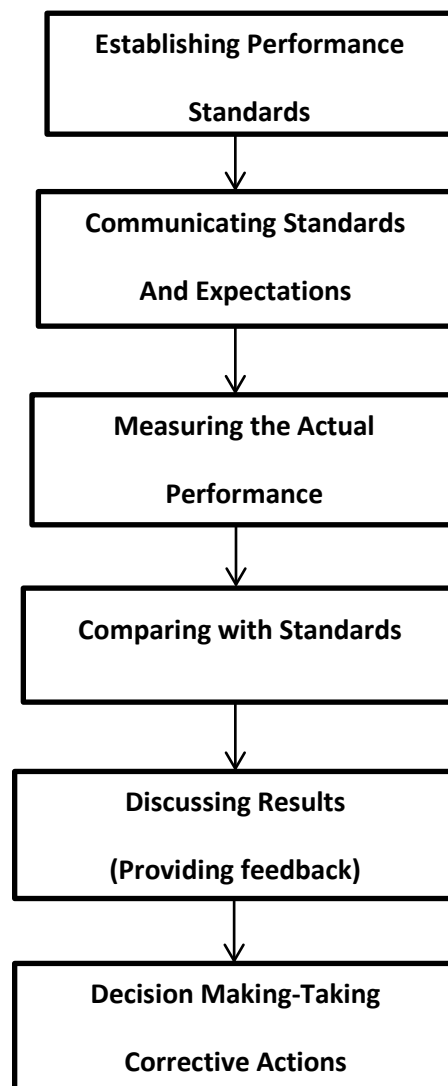 Establishing Performance
Standards
Communicating Standards
And Expectations
Measuring the Actual
Performance
Comparing with Standards
Discussing Results
(Providing feedback)
Decision Making-Taking
Corrective Actions